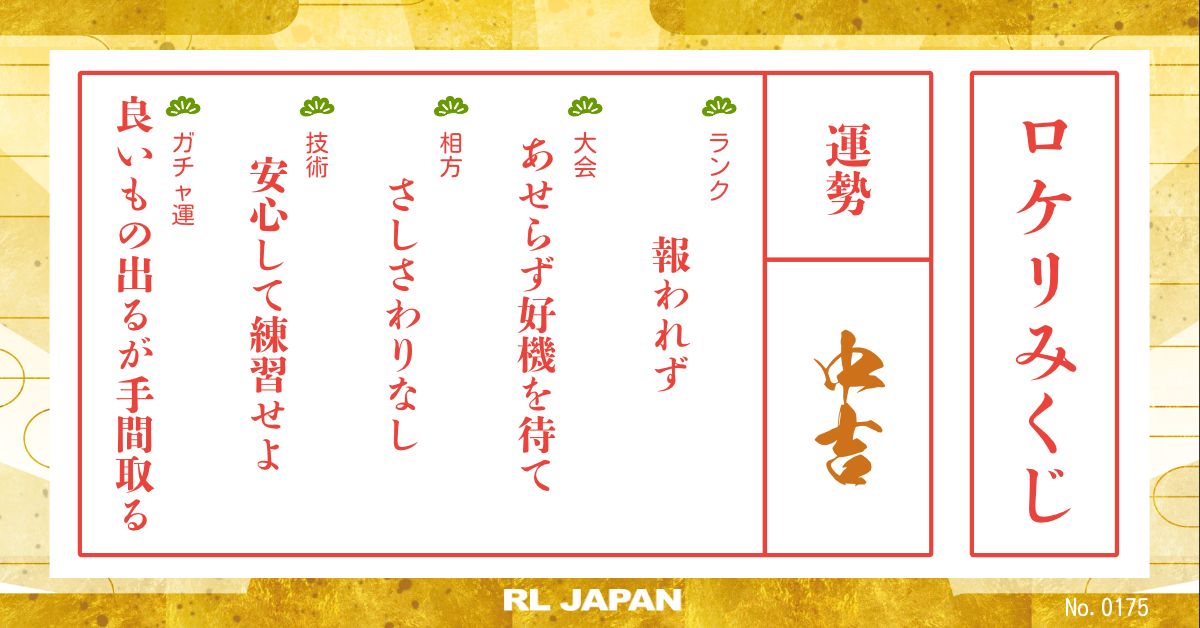 ロケリみくじ
運勢
中吉
ランク
報われず
大会
あせらず好機を待て
相方
さしさわりなし
技術
安心して練習せよ
ガチャ運
良いもの出るが手間取る
RL JAPAN
No. 0175